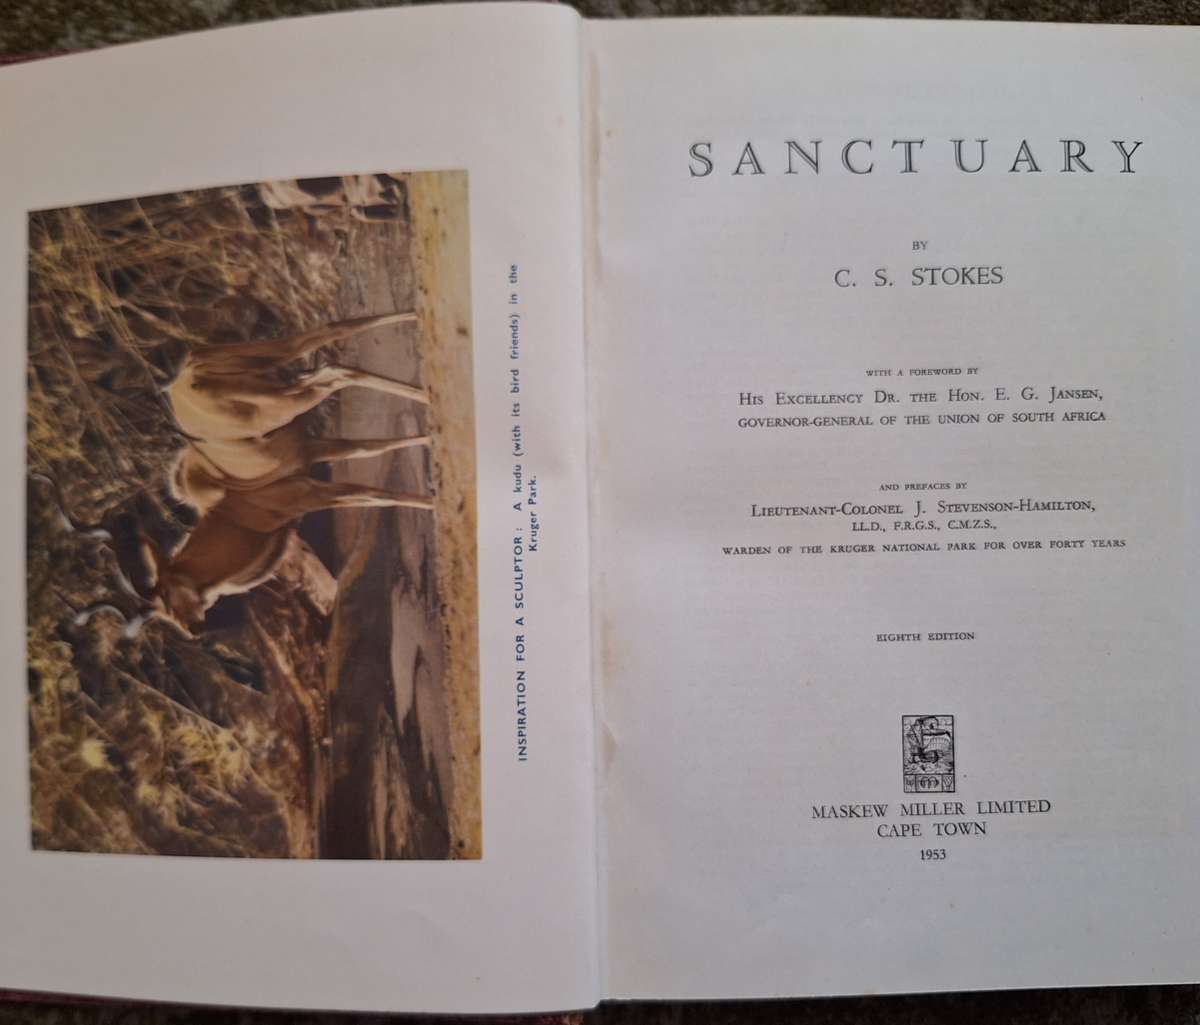 INSPIRATION FOR A SCULPTOR: A kudu (with its bird friends) in the
Kruger Park.
SANCTUARY
BY
C. S. STOKES
WITH A FOREWORD BY
HIS EXCELLENCY DR. THE HON. E. G. JANSEN,
GOVERNOR-GENERAL OF THE UNION OF SOUTH AFRICA
AND PREFACES BY
LIEUTENANT-COLONEL J. STEVENSON-HAMILTON,
LL.D., F.R.G.S., C.M.Z.S.,
WARDEN OF THE KRUGER NATIONAL PARK FOR OVER FORTY YEARS
EIGHTH EDITION
MASKEW MILLER LIMITED
CAPE TOWN
1953